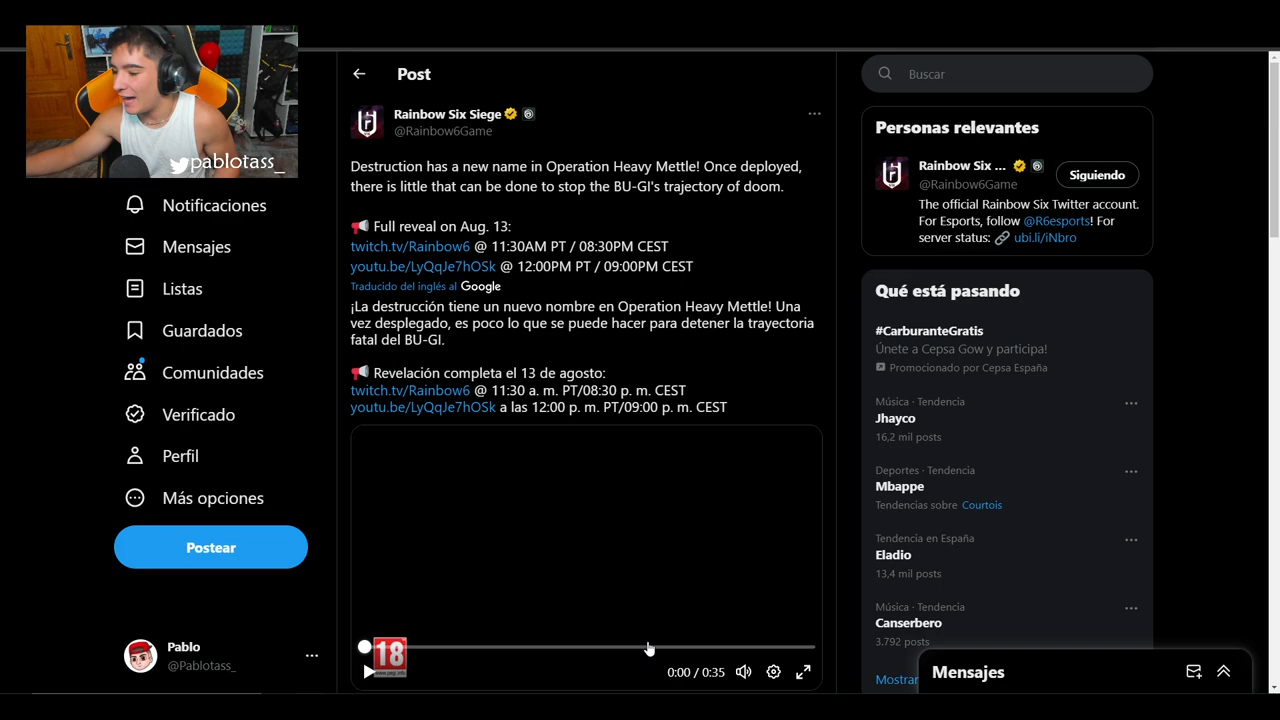 pablotass_
Notificaciones
Mensajes
Listas
Guardados
Comunidades
Verificado
Perfil
Más opciones
Postear
Pablo
@Pablotass_
Post
Rainbow Six Siege
@Rainbow6Game
Destruction has a new name in Operation Heavy Mettle! Once deployed,
there is little that can be done to stop the BU-GI's trajectory of doom.
Full reveal on Aug. 13:
twitch.tv/Rainbow6 @ 11:30AM PT / 08:30PM CEST
youtu.be/LyQqJe7hOSk @ 12:00PM PT / 09:00PM CEST
Traducido del inglés al Google
¡La destrucción tiene un nuevo nombre en Operation Heavy Mettle! Una
vez desplegado, es poco lo que se puede hacer para detener la trayectoria
fatal del BU-GI.
Revelación completa el 13 de agosto:
twitch.tv/Rainbow6 @ 11:30 a. m. PT/08:30 p. m. CEST
youtu.be/LyQqJe7hOSk a las 12:00 p. m. PT/09:00 p. m. CEST
18
www.pegi.info
0:00 / 0:35
Buscar
Personas relevantes
Rainbow Six ...
@Rainbow6Game
Siguiendo
The official Rainbow Six Twitter account.
For Esports, follow @R6esports! For
server status: ubi.li/iNbro
Qué está pasando
#CarburanteGratis
Únete a Cepsa Gow y participa!
Promocionado por Cepsa España
Música · Tendencia
Jhayco
16,2 mil posts
Deportes · Tendencia
Mbappe
Tendencias sobre Courtois
Tendencia en España
Eladio
13,4 mil posts
Música · Tendencia
Canserbero
3.792 posts
Mostrar
Mensajes